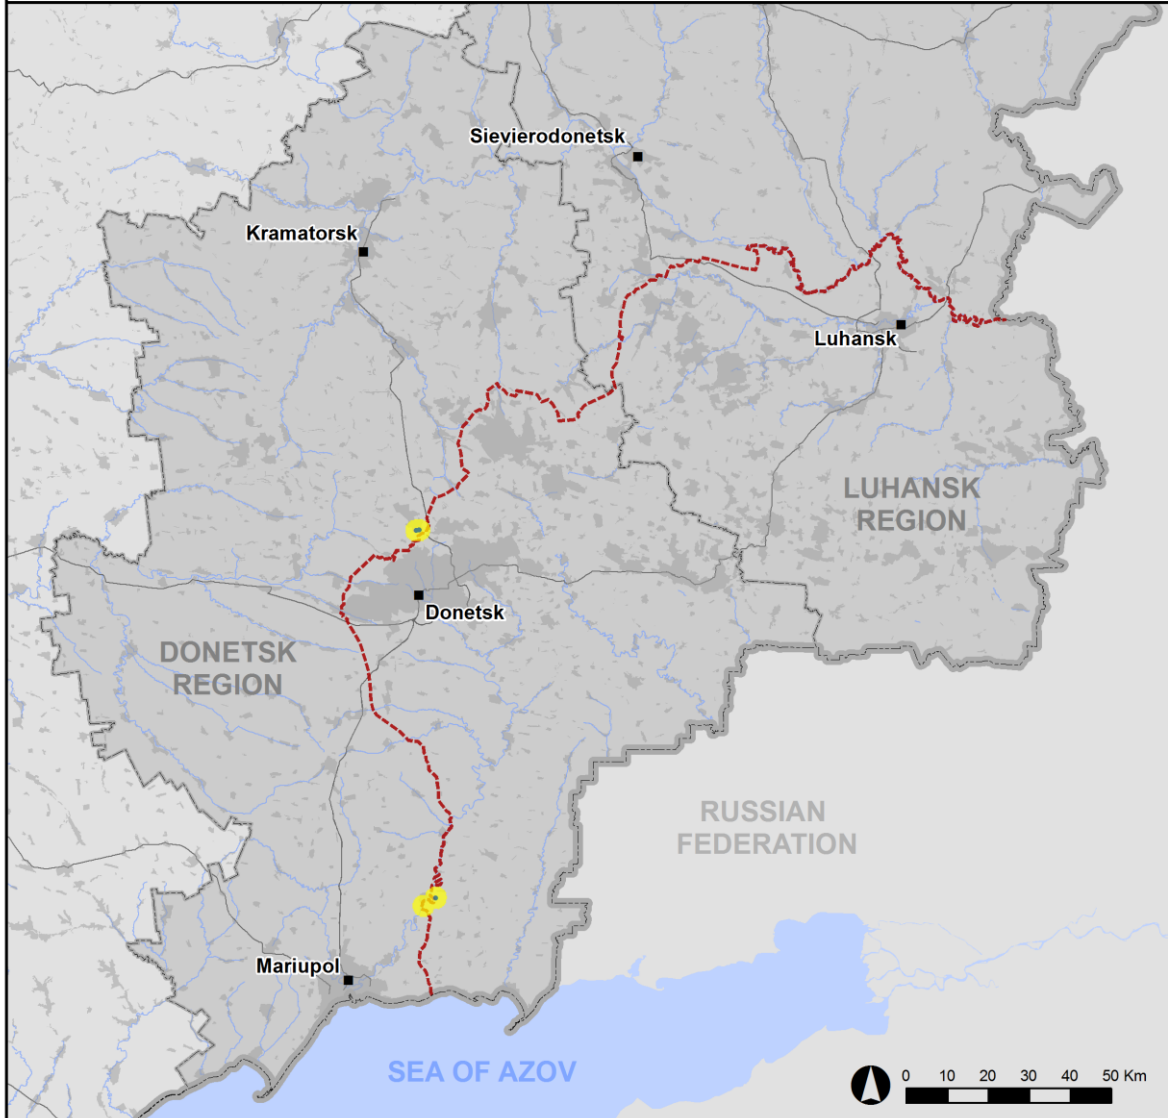 Sievierodonetsk
Kramatorsk
Luhansk
LUHANSK
REGION
Donetsk
DONETSK
REGION
RUSSIAN
FEDERATION
Mariupol
SEA OF AZOV
0 10 20 30 40 50 Km